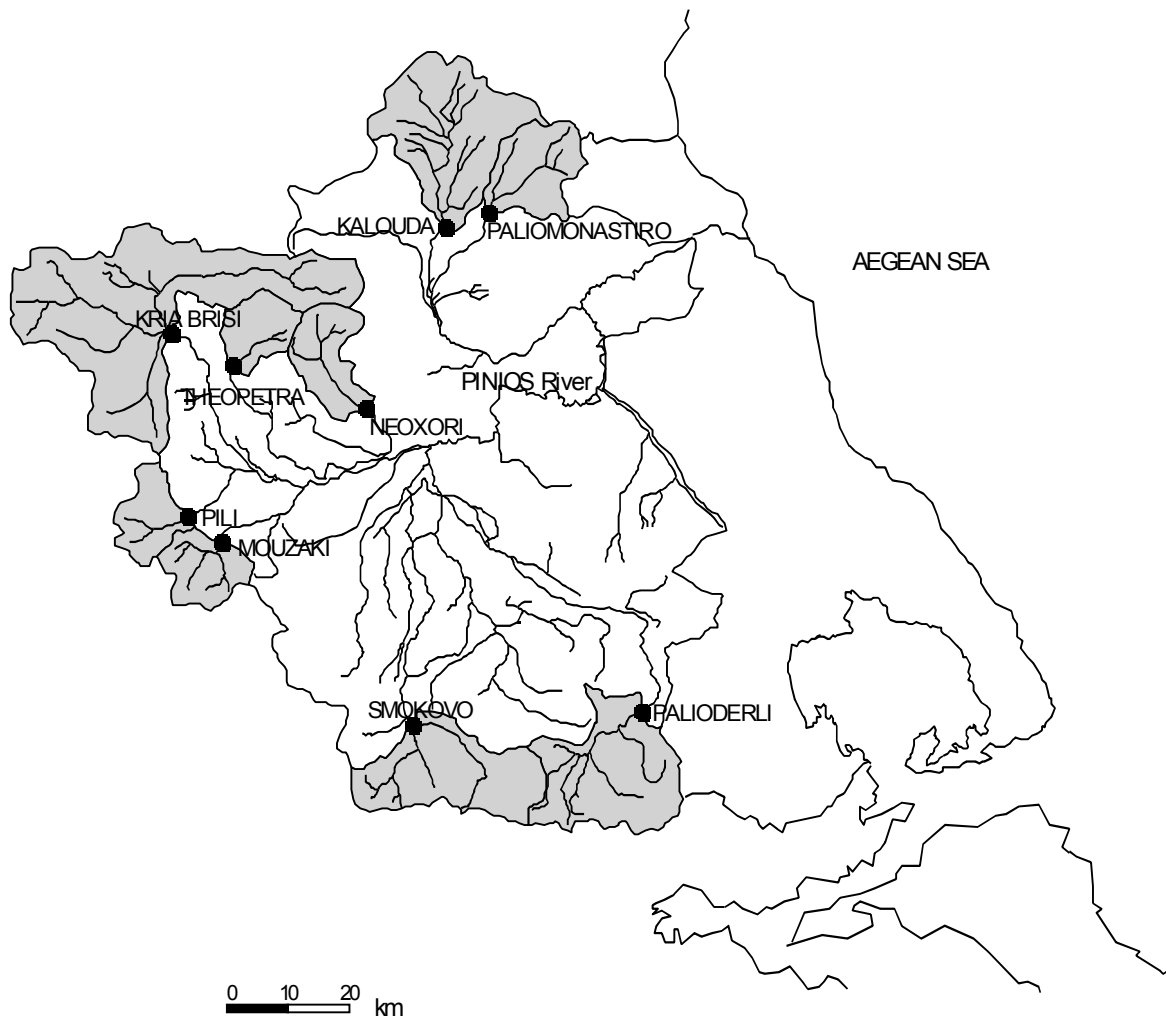 KALOUDA
PALIOMONASTIRO
AEGEAN SEA
KRIA BRISI
PINIOS River
THEOPETRA
NEOXORI
PILI
MOUZAKI
SMOKOVO
PALIODERLI
0 10 20
km